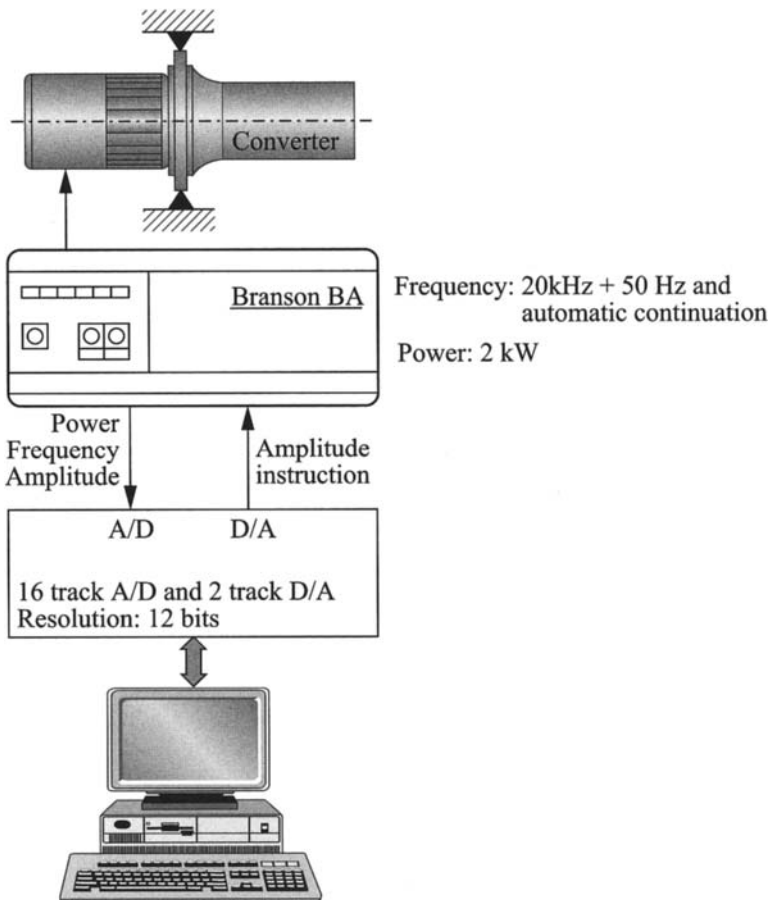 Converter
Branson BA
Frequency: 20kHz + 50 Hz and
automatic continuation
Power: 2 kW
Power
Frequency
Amplitude
Amplitude
instruction
A/D
D/A
16 track A/D and 2 track D/A
Resolution: 12 bits